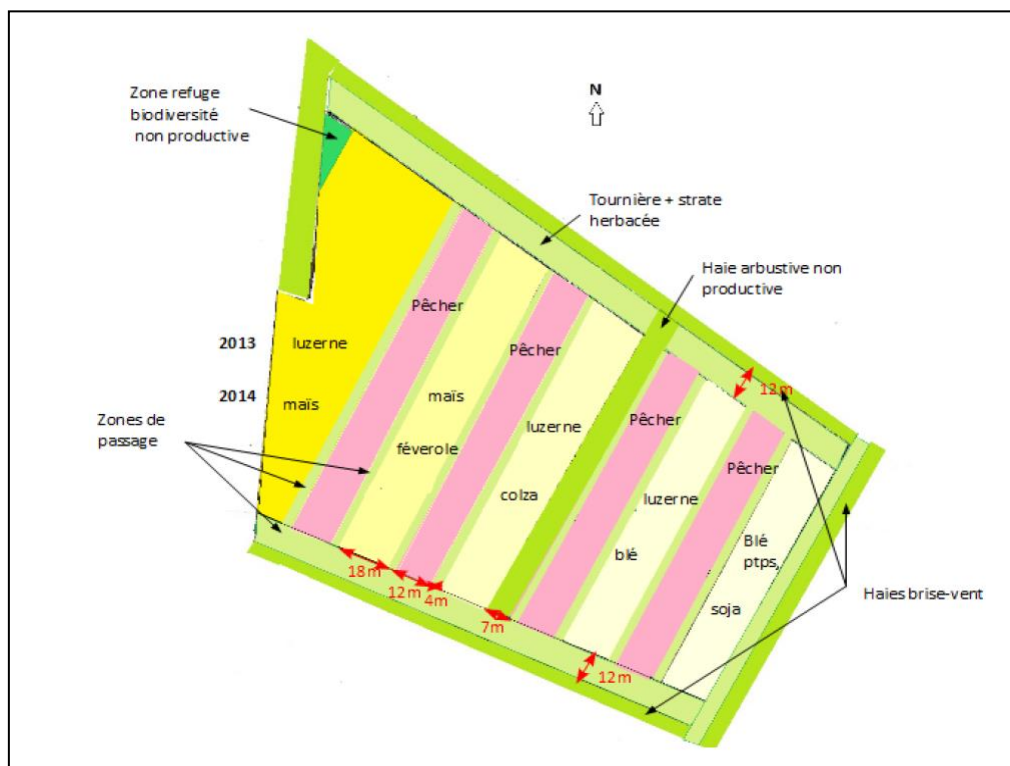 Zone refuge
biodiversité
non productive
N
Tournière + strate
herbacée
Haie arbustive non
productive
Pêcher
2013
luzerne
Pêcher
12m
2014
maïs
maïs
Pêcher
Zones de
passage
féverole
luzerne
Pêcher
colza
luzerne
blé
Blé
ptps,
soja
Haies brise-vent
18m
12m
4m
7m
12m